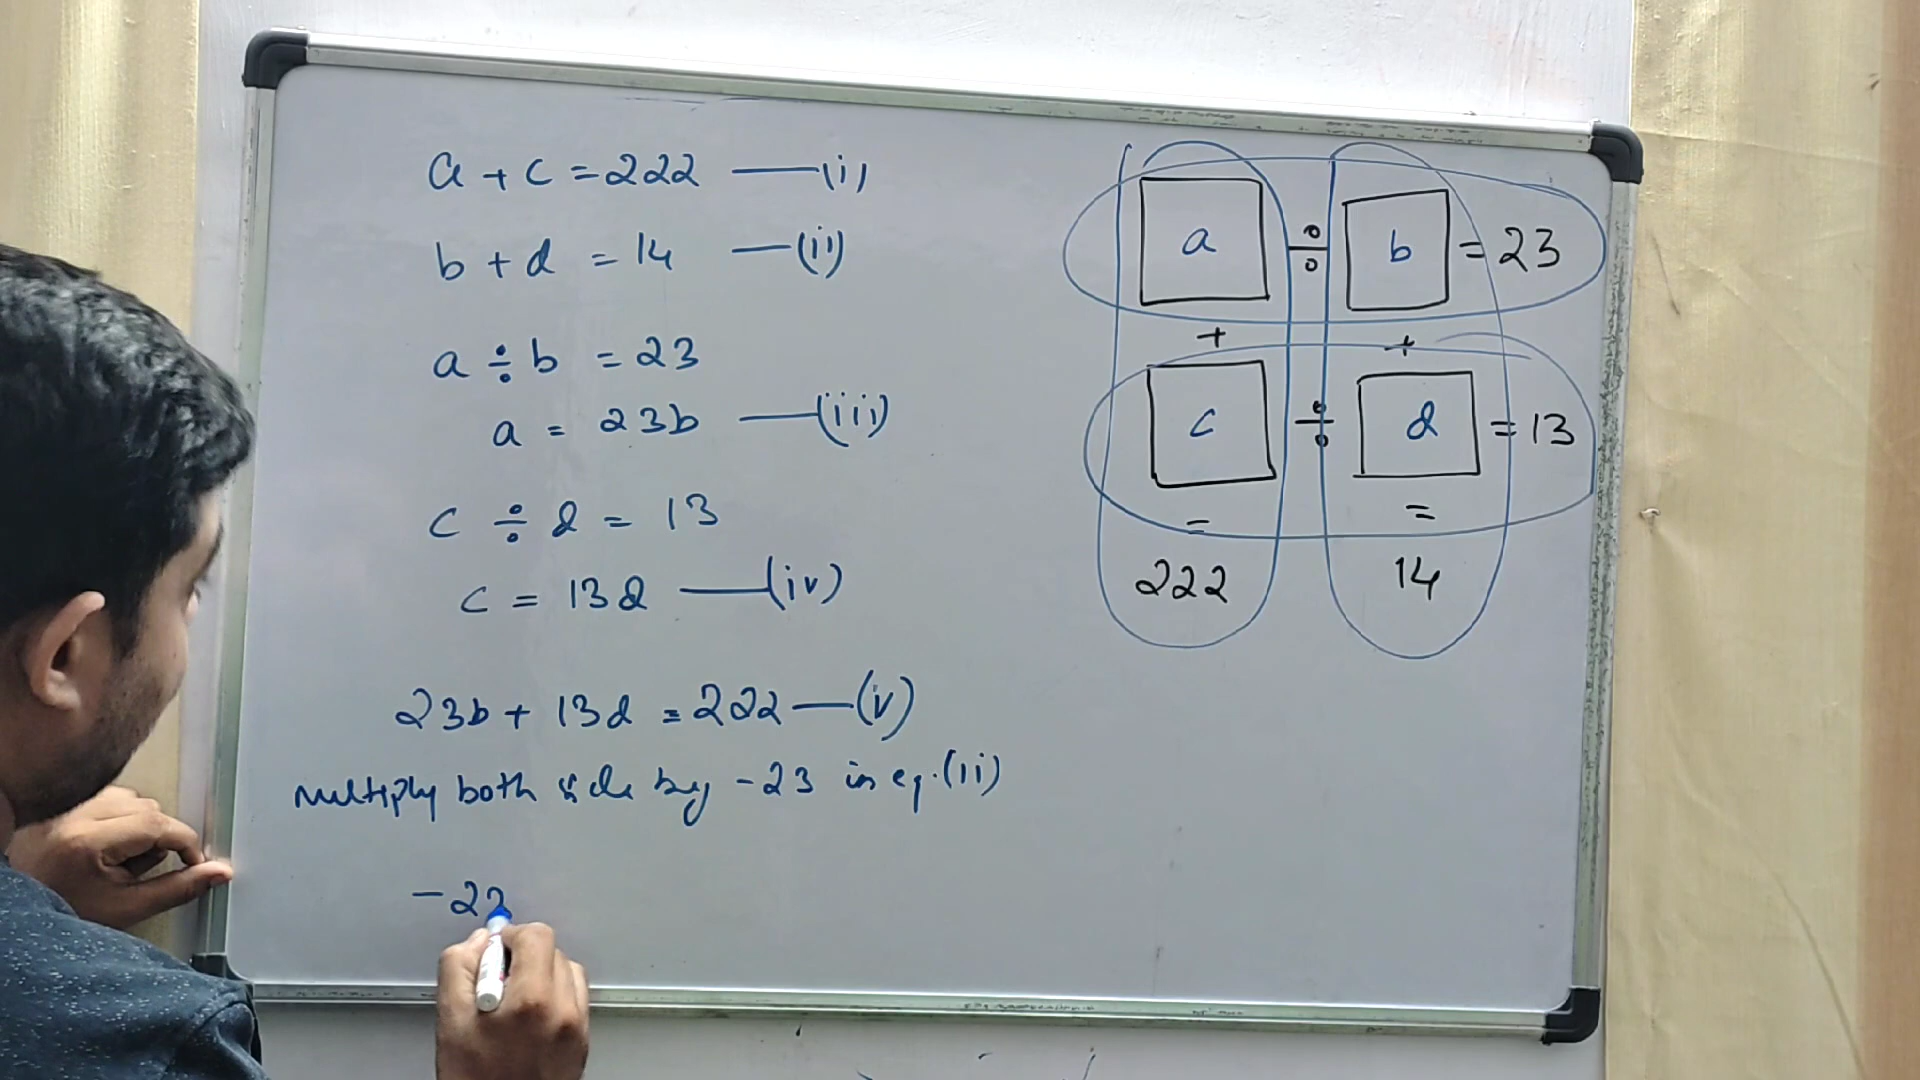 a + c = 222 —(i)
b + d = 14 —(ii)
a ÷ b = 23
a = 23b —(iii)
c ÷ d = 13
c = 13d —(iv)
23b + 13d = 222 —(v)
multiply both side by -23 in eq.(ii)
-22
a ÷ b = 23
+ +
c ÷ d = 13
= =
222 14